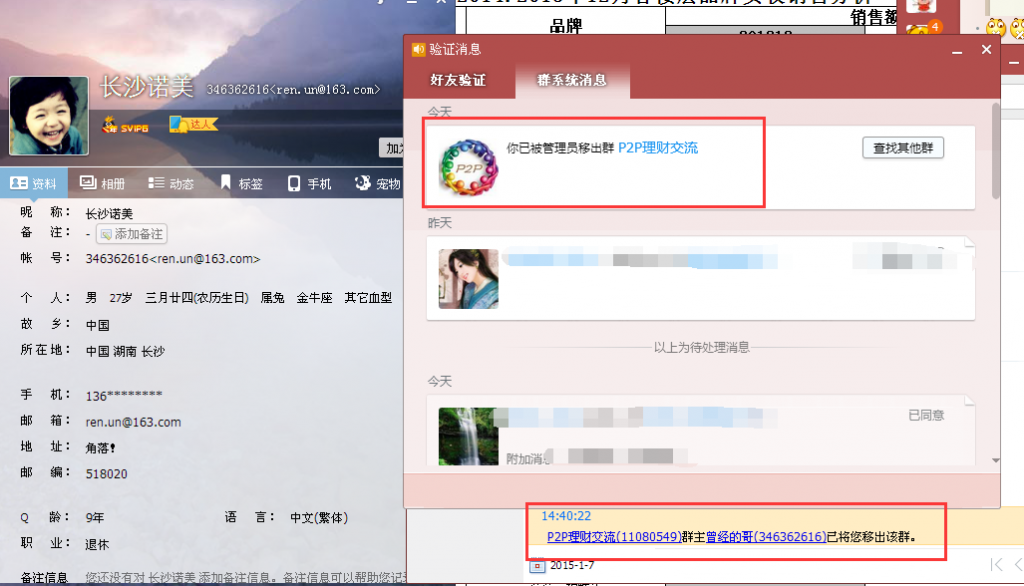 品牌
销售额
长沙诺美 346362616<ren.un@163.com>
SVIP6 达人
资料 相册 动态 标签 手机 宠物
昵 称： 长沙诺美
备 注： - 添加备注
帐 号： 346362616<ren.un@163.com>
个 人： 男 27岁 三月廿四(农历生日) 属兔 金牛座 其它血型
故 乡： 中国
所在地： 中国 湖南 长沙
手 机： 136********
邮 箱： ren.un@163.com
地 址： 角落!
邮 编： 518020
Q 龄： 9年 语 言： 中文(繁体)
职 业： 退休
备注信息 您还没有对 长沙诺美 添加备注信息。备注信息可以帮助您记
验证消息
好友验证 群系统消息
今天
P2P
你已被管理员移出群 P2P理财交流 查找其他群
昨天
以上为待处理消息
今天
已同意
附加消息
14:40:22
P2P理财交流(11080549)群主曾经的哥(346362616)已将您移出该群。
2015-1-7
4